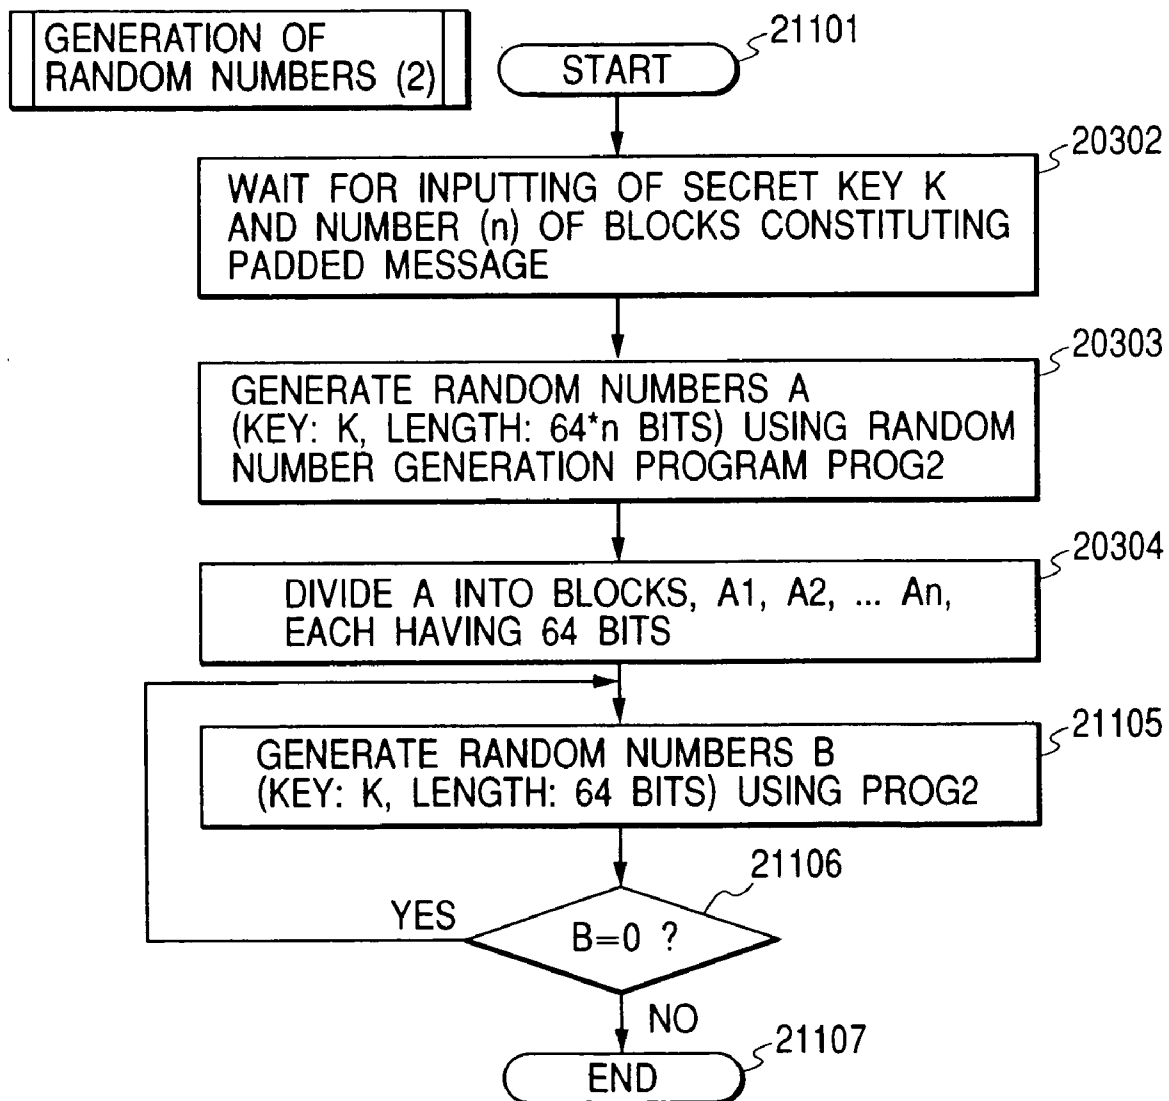 GENERATION OF
RANDOM NUMBERS (2)
START
21101
20302
WAIT FOR INPUTTING OF SECRET KEY K
AND NUMBER (n) OF BLOCKS CONSTITUTING
PADDED MESSAGE
20303
GENERATE RANDOM NUMBERS A
(KEY: K, LENGTH: 64*n BITS) USING RANDOM
NUMBER GENERATION PROGRAM PROG2
20304
DIVIDE A INTO BLOCKS, A1, A2, ... An,
EACH HAVING 64 BITS
21105
GENERATE RANDOM NUMBERS B
(KEY: K, LENGTH: 64 BITS) USING PROG2
21106
YES
B=0 ?
NO
21107
END